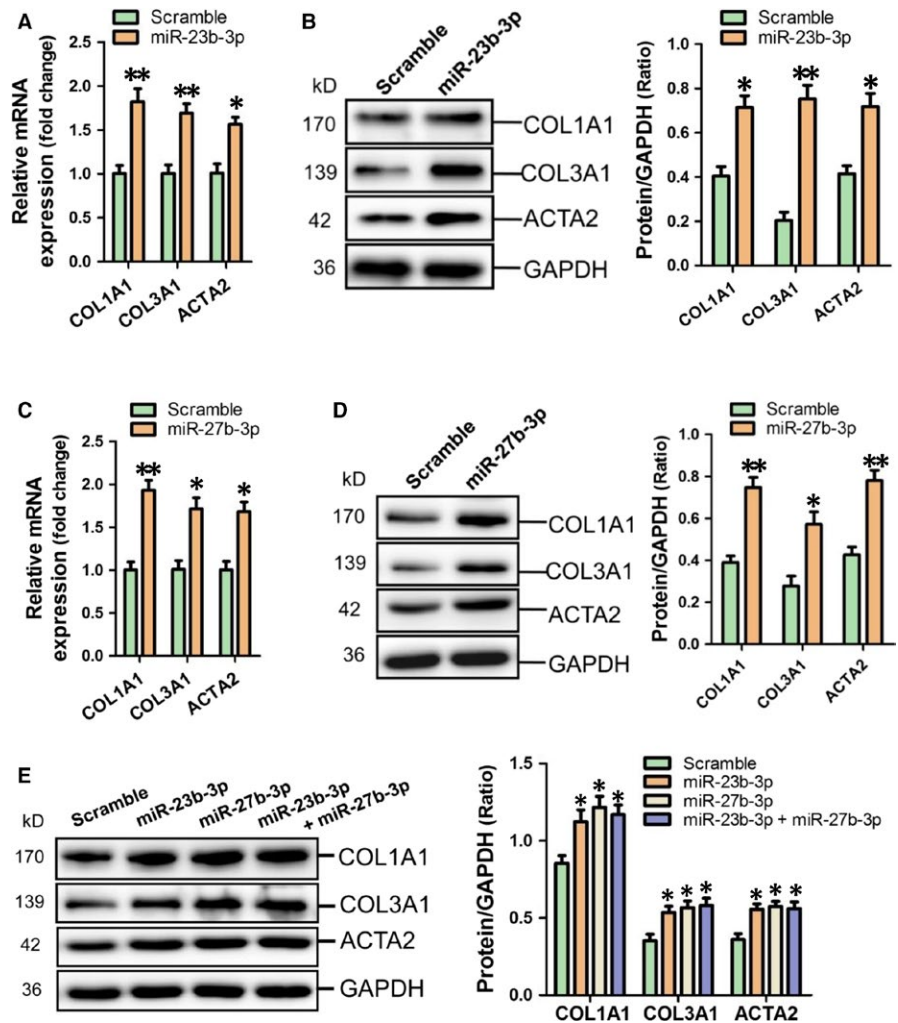 A
Scramble
miR-23b-3p
Relative mRNA
expression (fold change)
2.5
2.0
1.5
1.0
0.5
0.0
** ** *
COL1A1
COL3A1
ACTA2
B
kD
Scramble
miR-23b-3p
170
COL1A1
139
COL3A1
42
ACTA2
36
GAPDH
Scramble
miR-23b-3p
Protein/GAPDH (Ratio)
1.0
0.8
0.6
0.4
0.2
0.0
* ** *
COL1A1
COL3A1
ACTA2
C
Scramble
miR-27b-3p
Relative mRNA
expression (fold change)
2.5
2.0
1.5
1.0
0.5
0.0
** * *
COL1A1
COL3A1
ACTA2
D
kD
Scramble
miR-27b-3p
170
COL1A1
139
COL3A1
42
ACTA2
36
GAPDH
Scramble
miR-27b-3p
Protein/GAPDH (Ratio)
1.0
0.8
0.6
0.4
0.2
0.0
** * **
COL1A1
COL3A1
ACTA2
E
kD
Scramble
miR-23b-3p
miR-27b-3p
miR-23b-3p
+ miR-27b-3p
170
COL1A1
139
COL3A1
42
ACTA2
36
GAPDH
Scramble
miR-23b-3p
miR-27b-3p
miR-23b-3p + miR-27b-3p
Protein/GAPDH (Ratio)
1.5
1.0
0.5
0.0
* * * * * * * * *
COL1A1 COL3A1 ACTA2